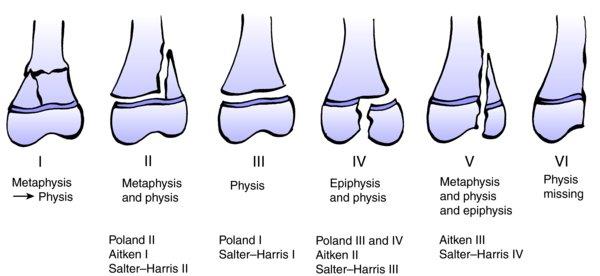 I II III IV V VI
Metaphysis
→ Physis
Metaphysis
and physis
Physis
Epiphysis
and physis
Metaphysis
and physis
and epiphysis
Physis
missing
Poland II
Aitken I
Salter–Harris II
Poland I
Salter–Harris I
Poland III and IV
Aitken II
Salter–Harris III
Aitken III
Salter–Harris IV